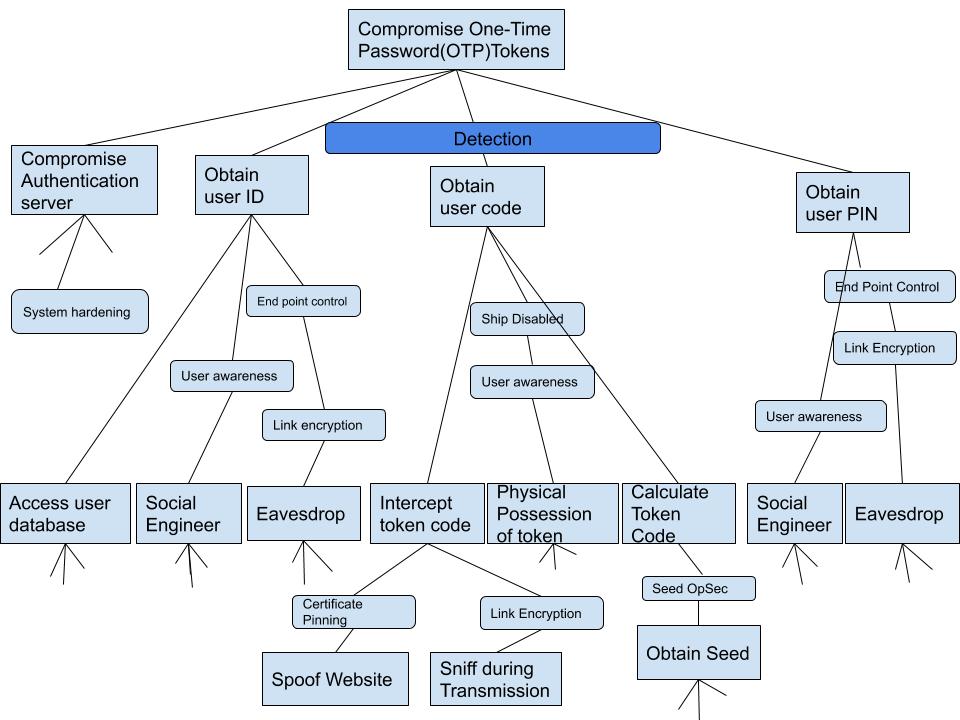 Compromise One-Time
Password(OTP)Tokens
Detection
Compromise
Authentication
server
Obtain
user ID
Obtain
user code
Obtain
user PIN
System hardening
End point control
Ship Disabled
End Point Control
Link Encryption
User awareness
User awareness
User awareness
Link encryption
Access user
database
Social
Engineer
Eavesdrop
Intercept
token code
Physical
Possession
of token
Calculate
Token
Code
Social
Engineer
Eavesdrop
Certificate
Pinning
Link Encryption
Seed OpSec
Spoof Website
Sniff during
Transmission
Obtain Seed